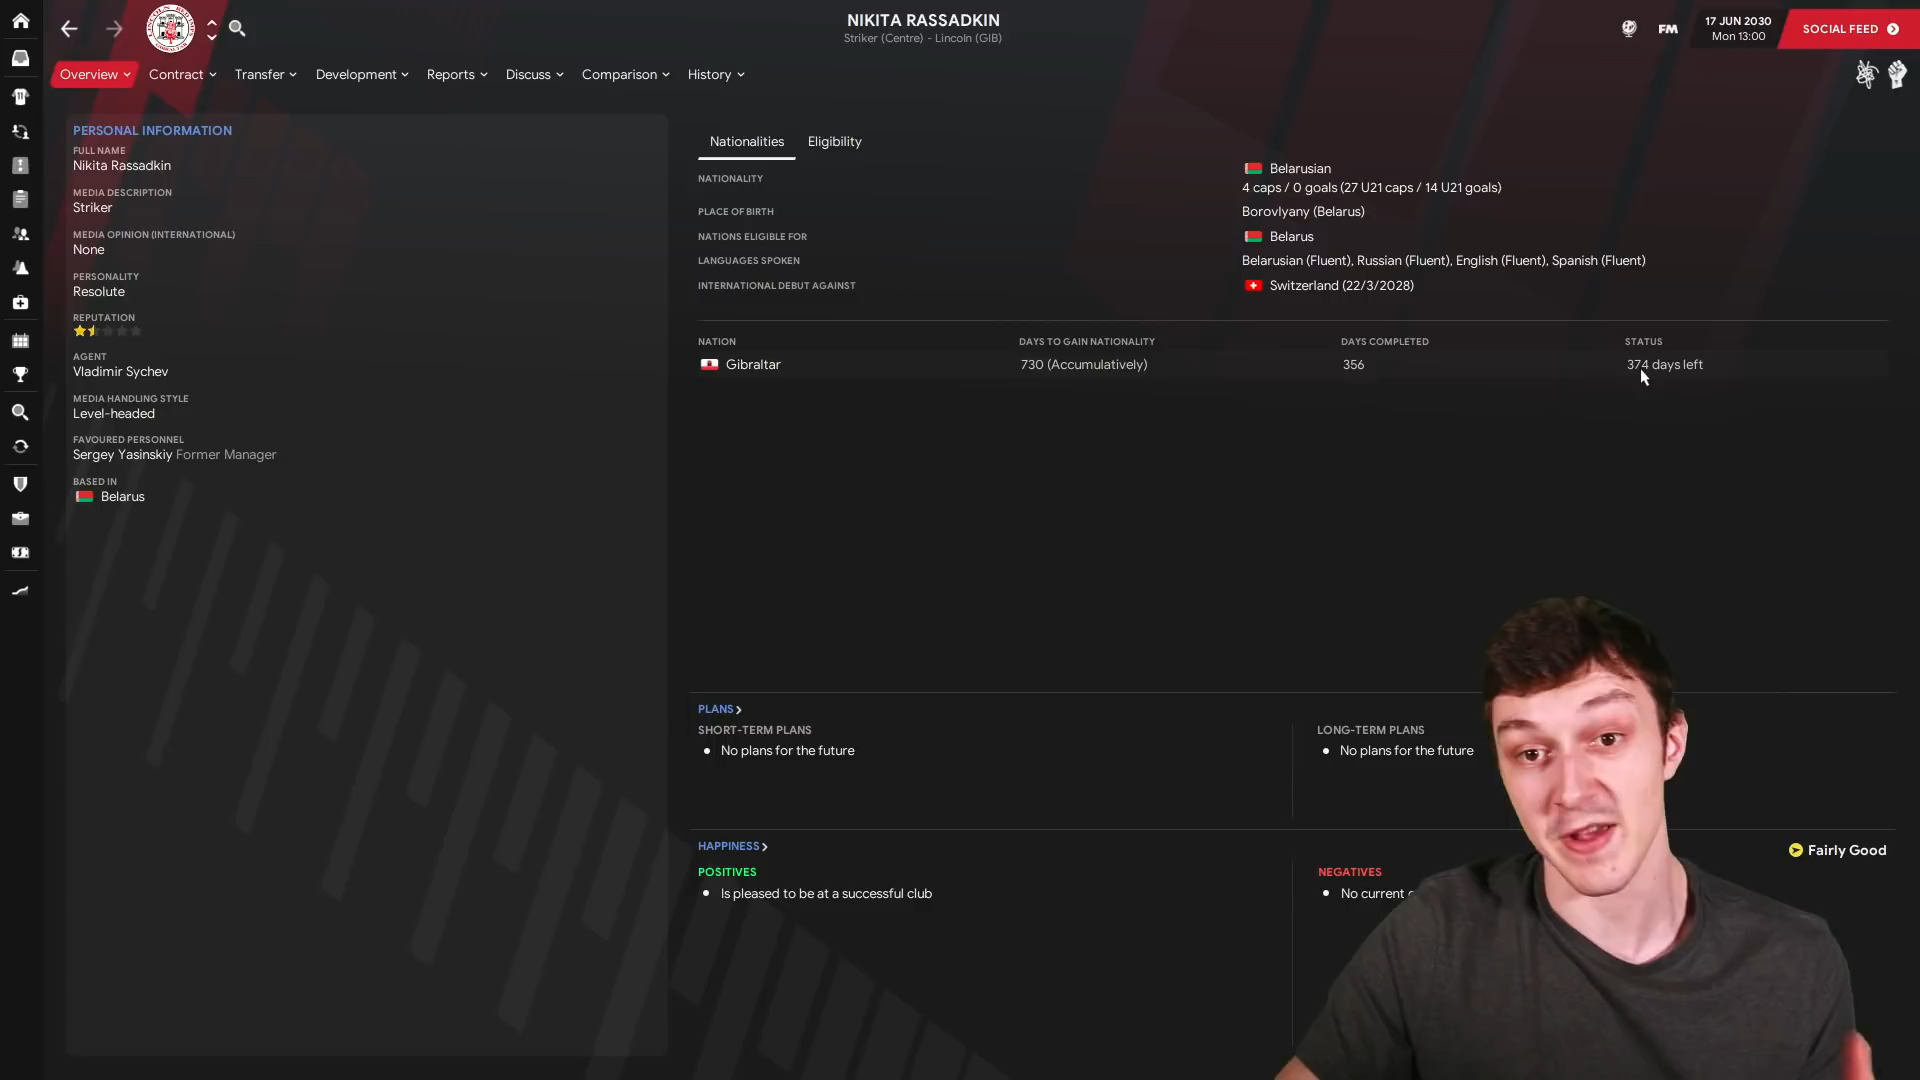 NIKITA RASSADKIN
Striker (Centre) - Lincoln (GIB)
FM
17 JUN 2030
Mon 13:00
SOCIAL FEED
Overview
Contract
Transfer
Development
Reports
Discuss
Comparison
History
PERSONAL INFORMATION
FULL NAME
Nikita Rassadkin
MEDIA DESCRIPTION
Striker
MEDIA OPINION (INTERNATIONAL)
None
PERSONALITY
Resolute
REPUTATION
AGENT
Vladimir Sychev
MEDIA HANDLING STYLE
Level-headed
FAVOURED PERSONNEL
Sergey Yasinskiy Former Manager
BASED IN
Belarus
Nationalities
Eligibility
NATIONALITY
Belarusian
4 caps / 0 goals (27 U21 caps / 14 U21 goals)
PLACE OF BIRTH
Borovlyany (Belarus)
NATIONS ELIGIBLE FOR
Belarus
LANGUAGES SPOKEN
Belarusian (Fluent), Russian (Fluent), English (Fluent), Spanish (Fluent)
INTERNATIONAL DEBUT AGAINST
Switzerland (22/3/2028)
NATION
DAYS TO GAIN NATIONALITY
DAYS COMPLETED
STATUS
Gibraltar
730 (Accumulatively)
356
374 days left
PLANS
SHORT-TERM PLANS
No plans for the future
LONG-TERM PLANS
No plans for the future
HAPPINESS
Fairly Good
POSITIVES
Is pleased to be at a successful club
NEGATIVES
No current